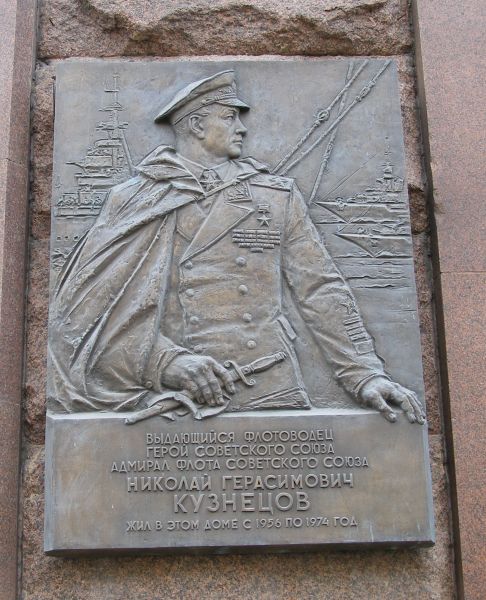 ВЫДАЮЩИЙСЯ ФЛОТОВОДЕЦ
ГЕРОЙ СОВЕТСКОГО СОЮЗА
АДМИРАЛ ФЛОТА СОВЕТСКОГО СОЮЗА
НИКОЛАЙ ГЕРАСИМОВИЧ
КУЗНЕЦОВ
ЖИЛ В ЭТОМ ДОМЕ С 1956 ПО 1974 ГОД